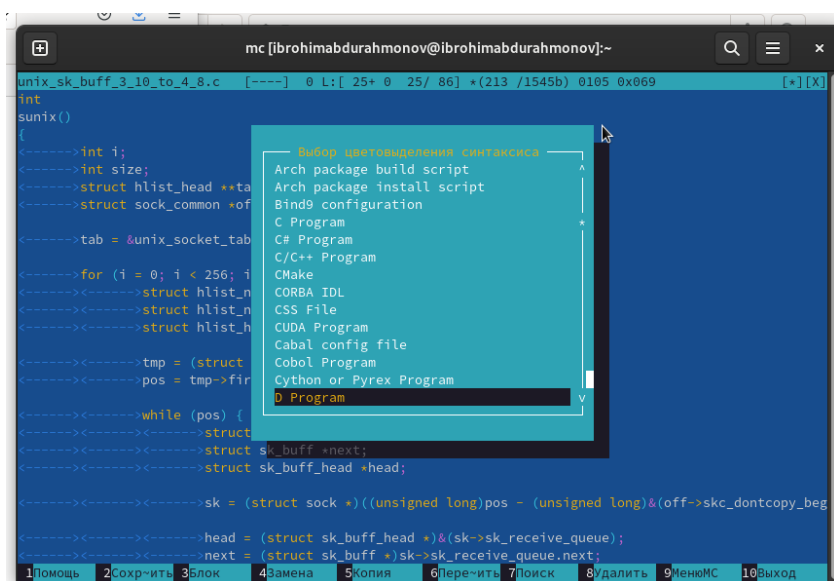 mc [ibrohimabdurahmonov@ibrohimabdurahmonov]:~
unix_sk_buff_3_10_to_4_8.c [----] 0 L:[ 25+ 0 25/ 86] *(213 /1545b) 0105 0x069 [*][X]
int
sunix()
{
<------>int i;
<------>int size;
<------>struct hlist_head **ta
<------>struct sock_common *of
<------>tab = &unix_socket_tab
<------>for (i = 0; i < 256; i
<------><------>struct hlist_n
<------><------>struct hlist_n
<------><------>struct hlist_h
<------><------>tmp = (struct
<------><------>pos = tmp->fir
<------><------>while (pos) {
<------><------><------>struct
<------><------><------>struct sk_buff *next;
<------><------><------>struct sk_buff_head *head;
<------><------><------>sk = (struct sock *)((unsigned long)pos - (unsigned long)&(off->skc_dontcopy_beg
<------><------><------>head = (struct sk_buff_head *)&(sk->sk_receive_queue);
<------><------><------>next = (struct sk_buff *)sk->sk_receive_queue.next;
Выбор цветовыделения синтаксиса
Arch package build script
Arch package install script
Bind9 configuration
C Program
C# Program
C/C++ Program
CMake
CORBA IDL
CSS File
CUDA Program
Cabal config file
Cobol Program
Cython or Pyrex Program
D Program
1Помощь 2Сохр~ить 3Блок 4Замена 5Копия 6Пере~ить 7Поиск 8Удалить 9МенюМС 10Выход